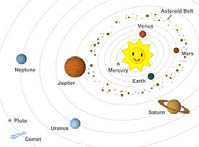 Asteroid Belt
Venus
Mars
Neptune
Mercury
Jupiter
Earth
Saturn
Pluto
Uranus
Comet